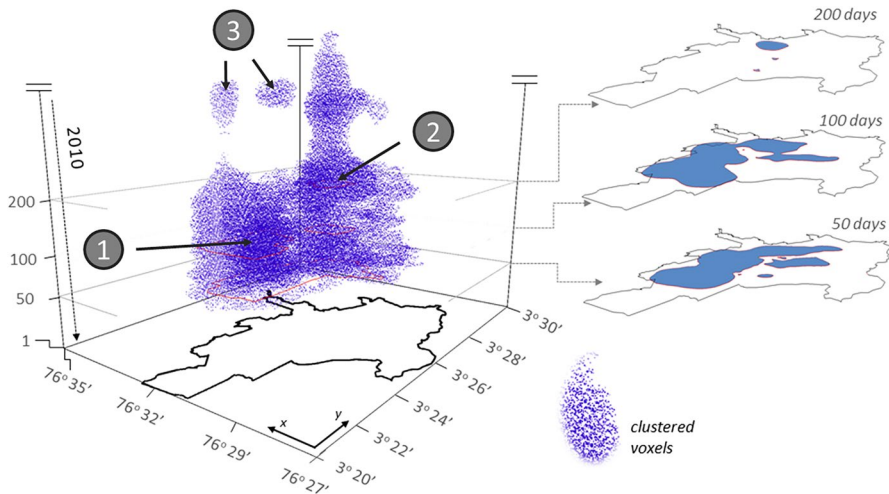 200 days
3
2010
2
100 days
200
1
50 days
100
50
1
3° 30'
3° 28'
3° 26'
3° 24'
3° 22'
3° 20'
76° 35'
76° 32'
76° 29'
76° 27'
x
y
clustered
voxels